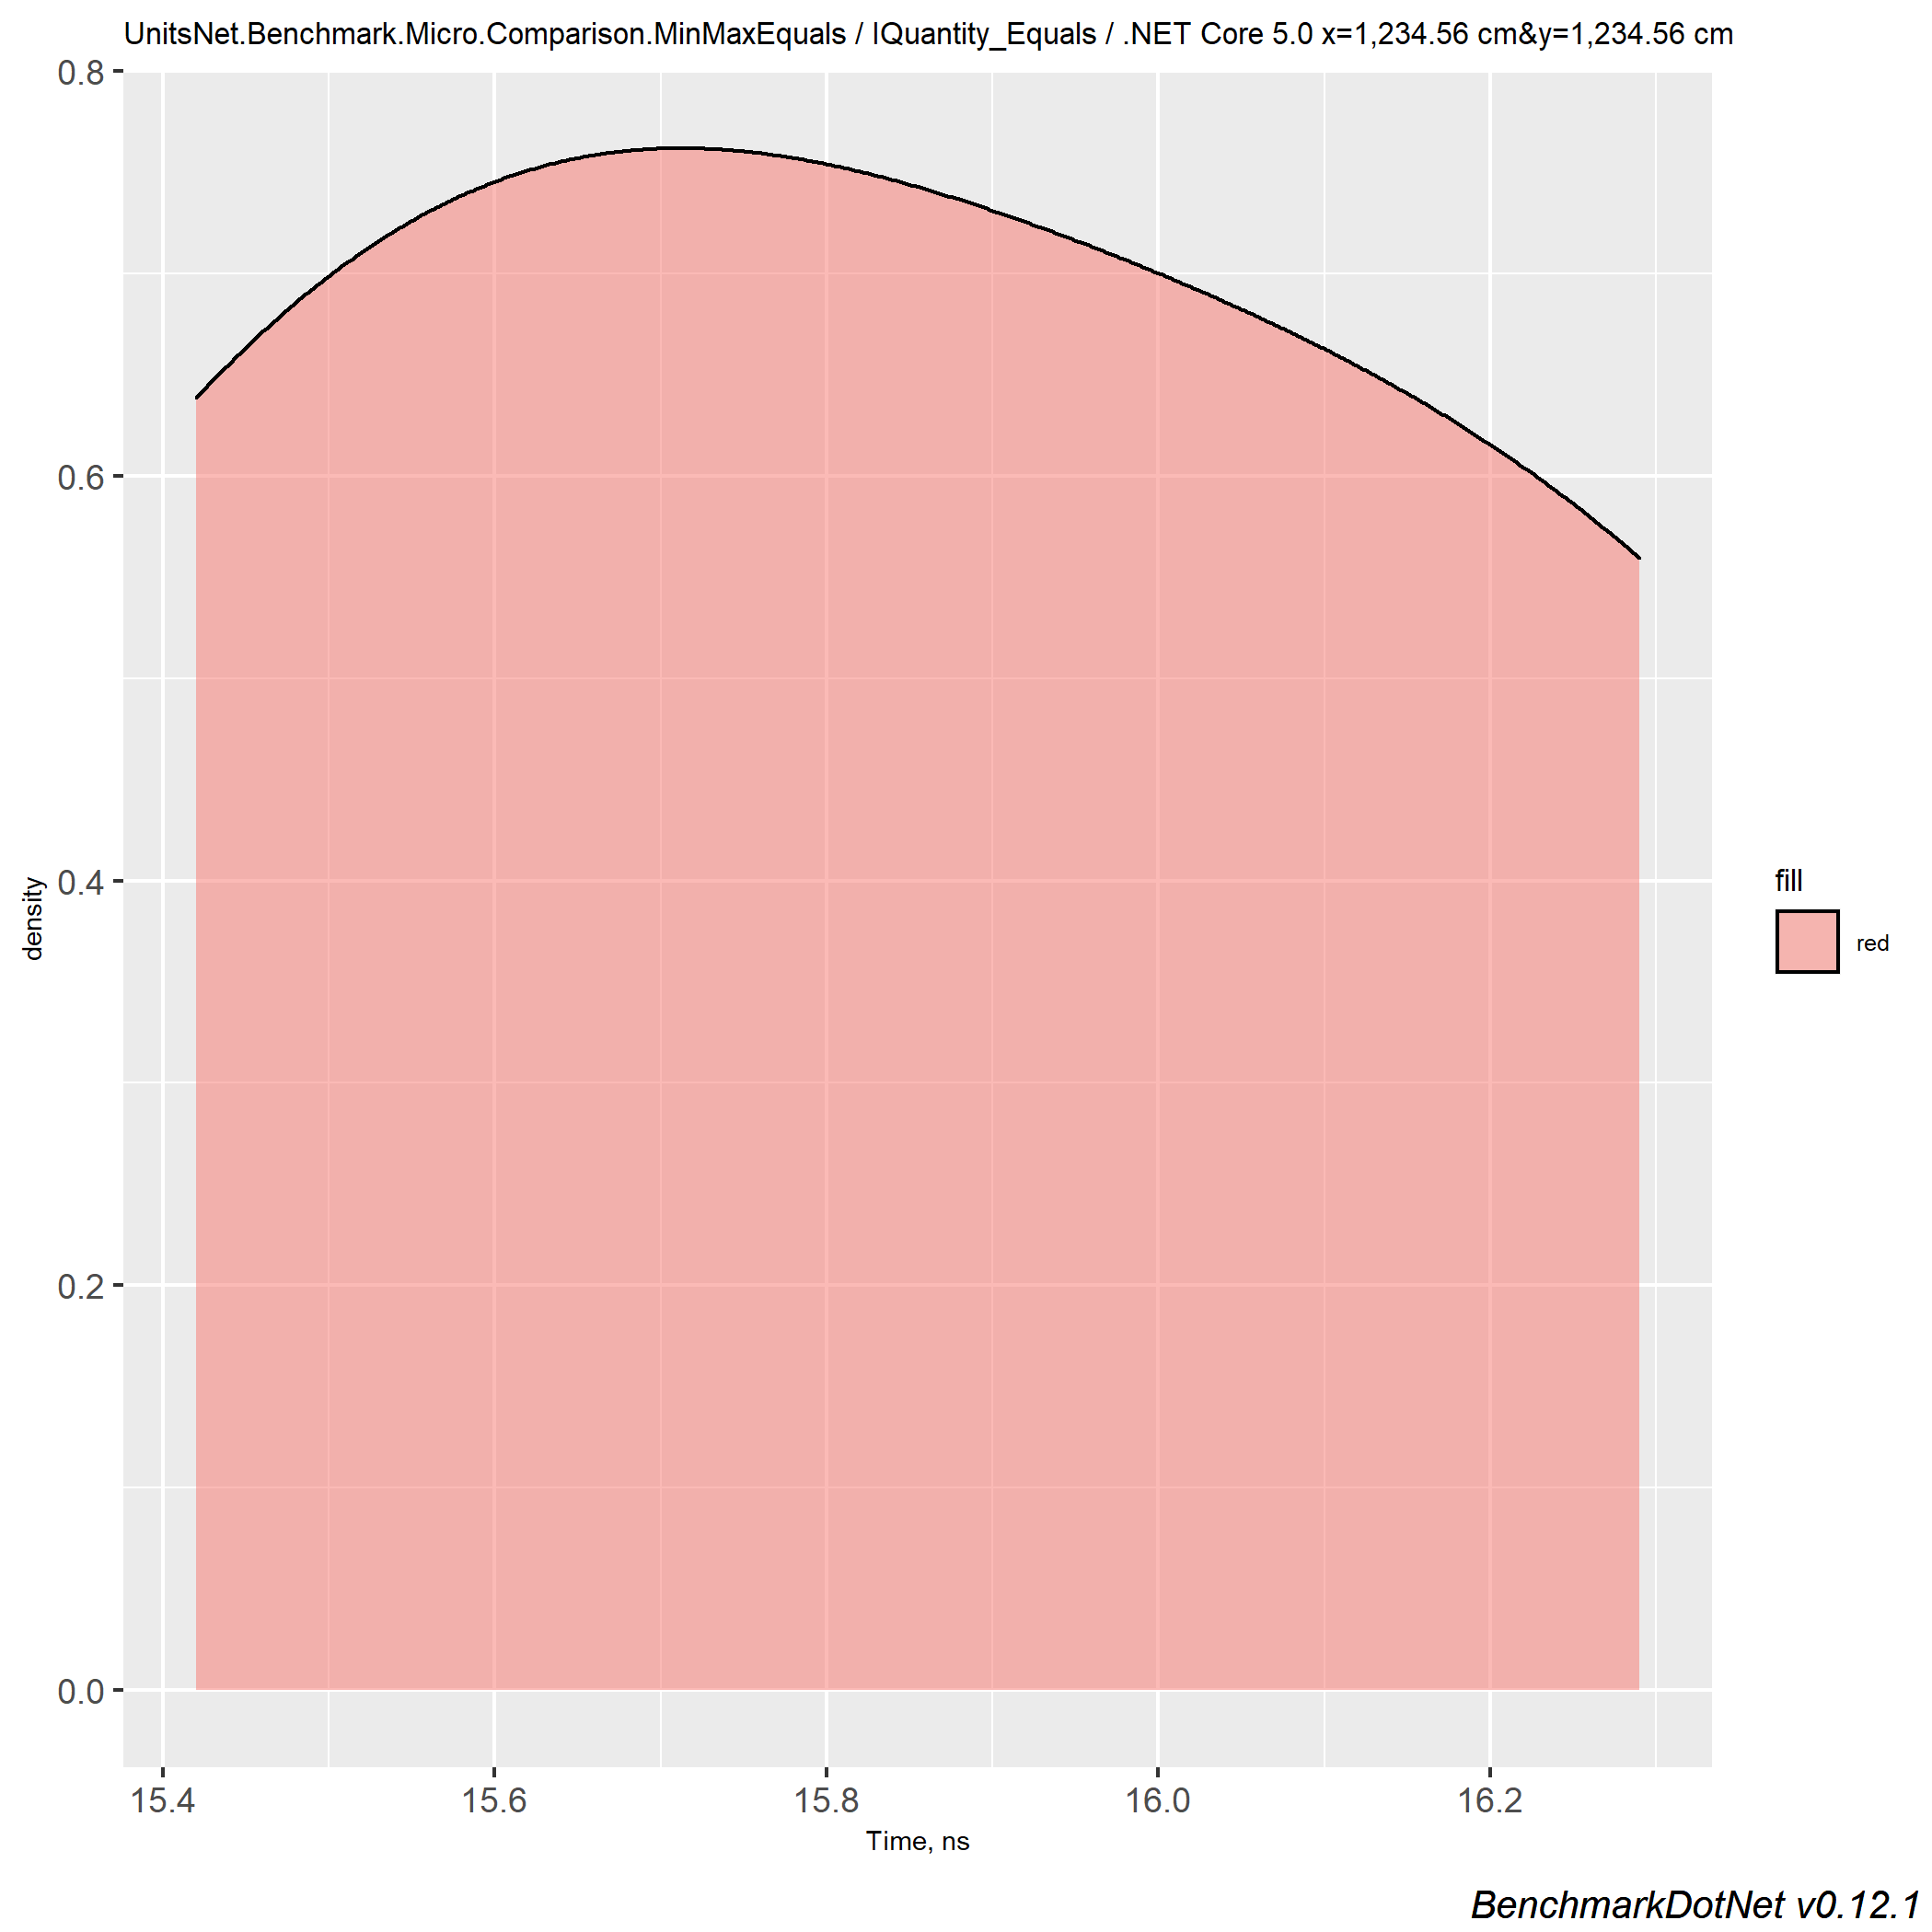 UnitsNet.Benchmark.Micro.Comparison.MinMaxEquals / IQuantity_Equals / .NET Core 5.0 x=1,234.56 cm&y=1,234.56 cm
0.8
0.6
0.4
0.2
0.0
density
15.4 15.6 15.8 16.0 16.2
Time, ns
fill
red
BenchmarkDotNet v0.12.1